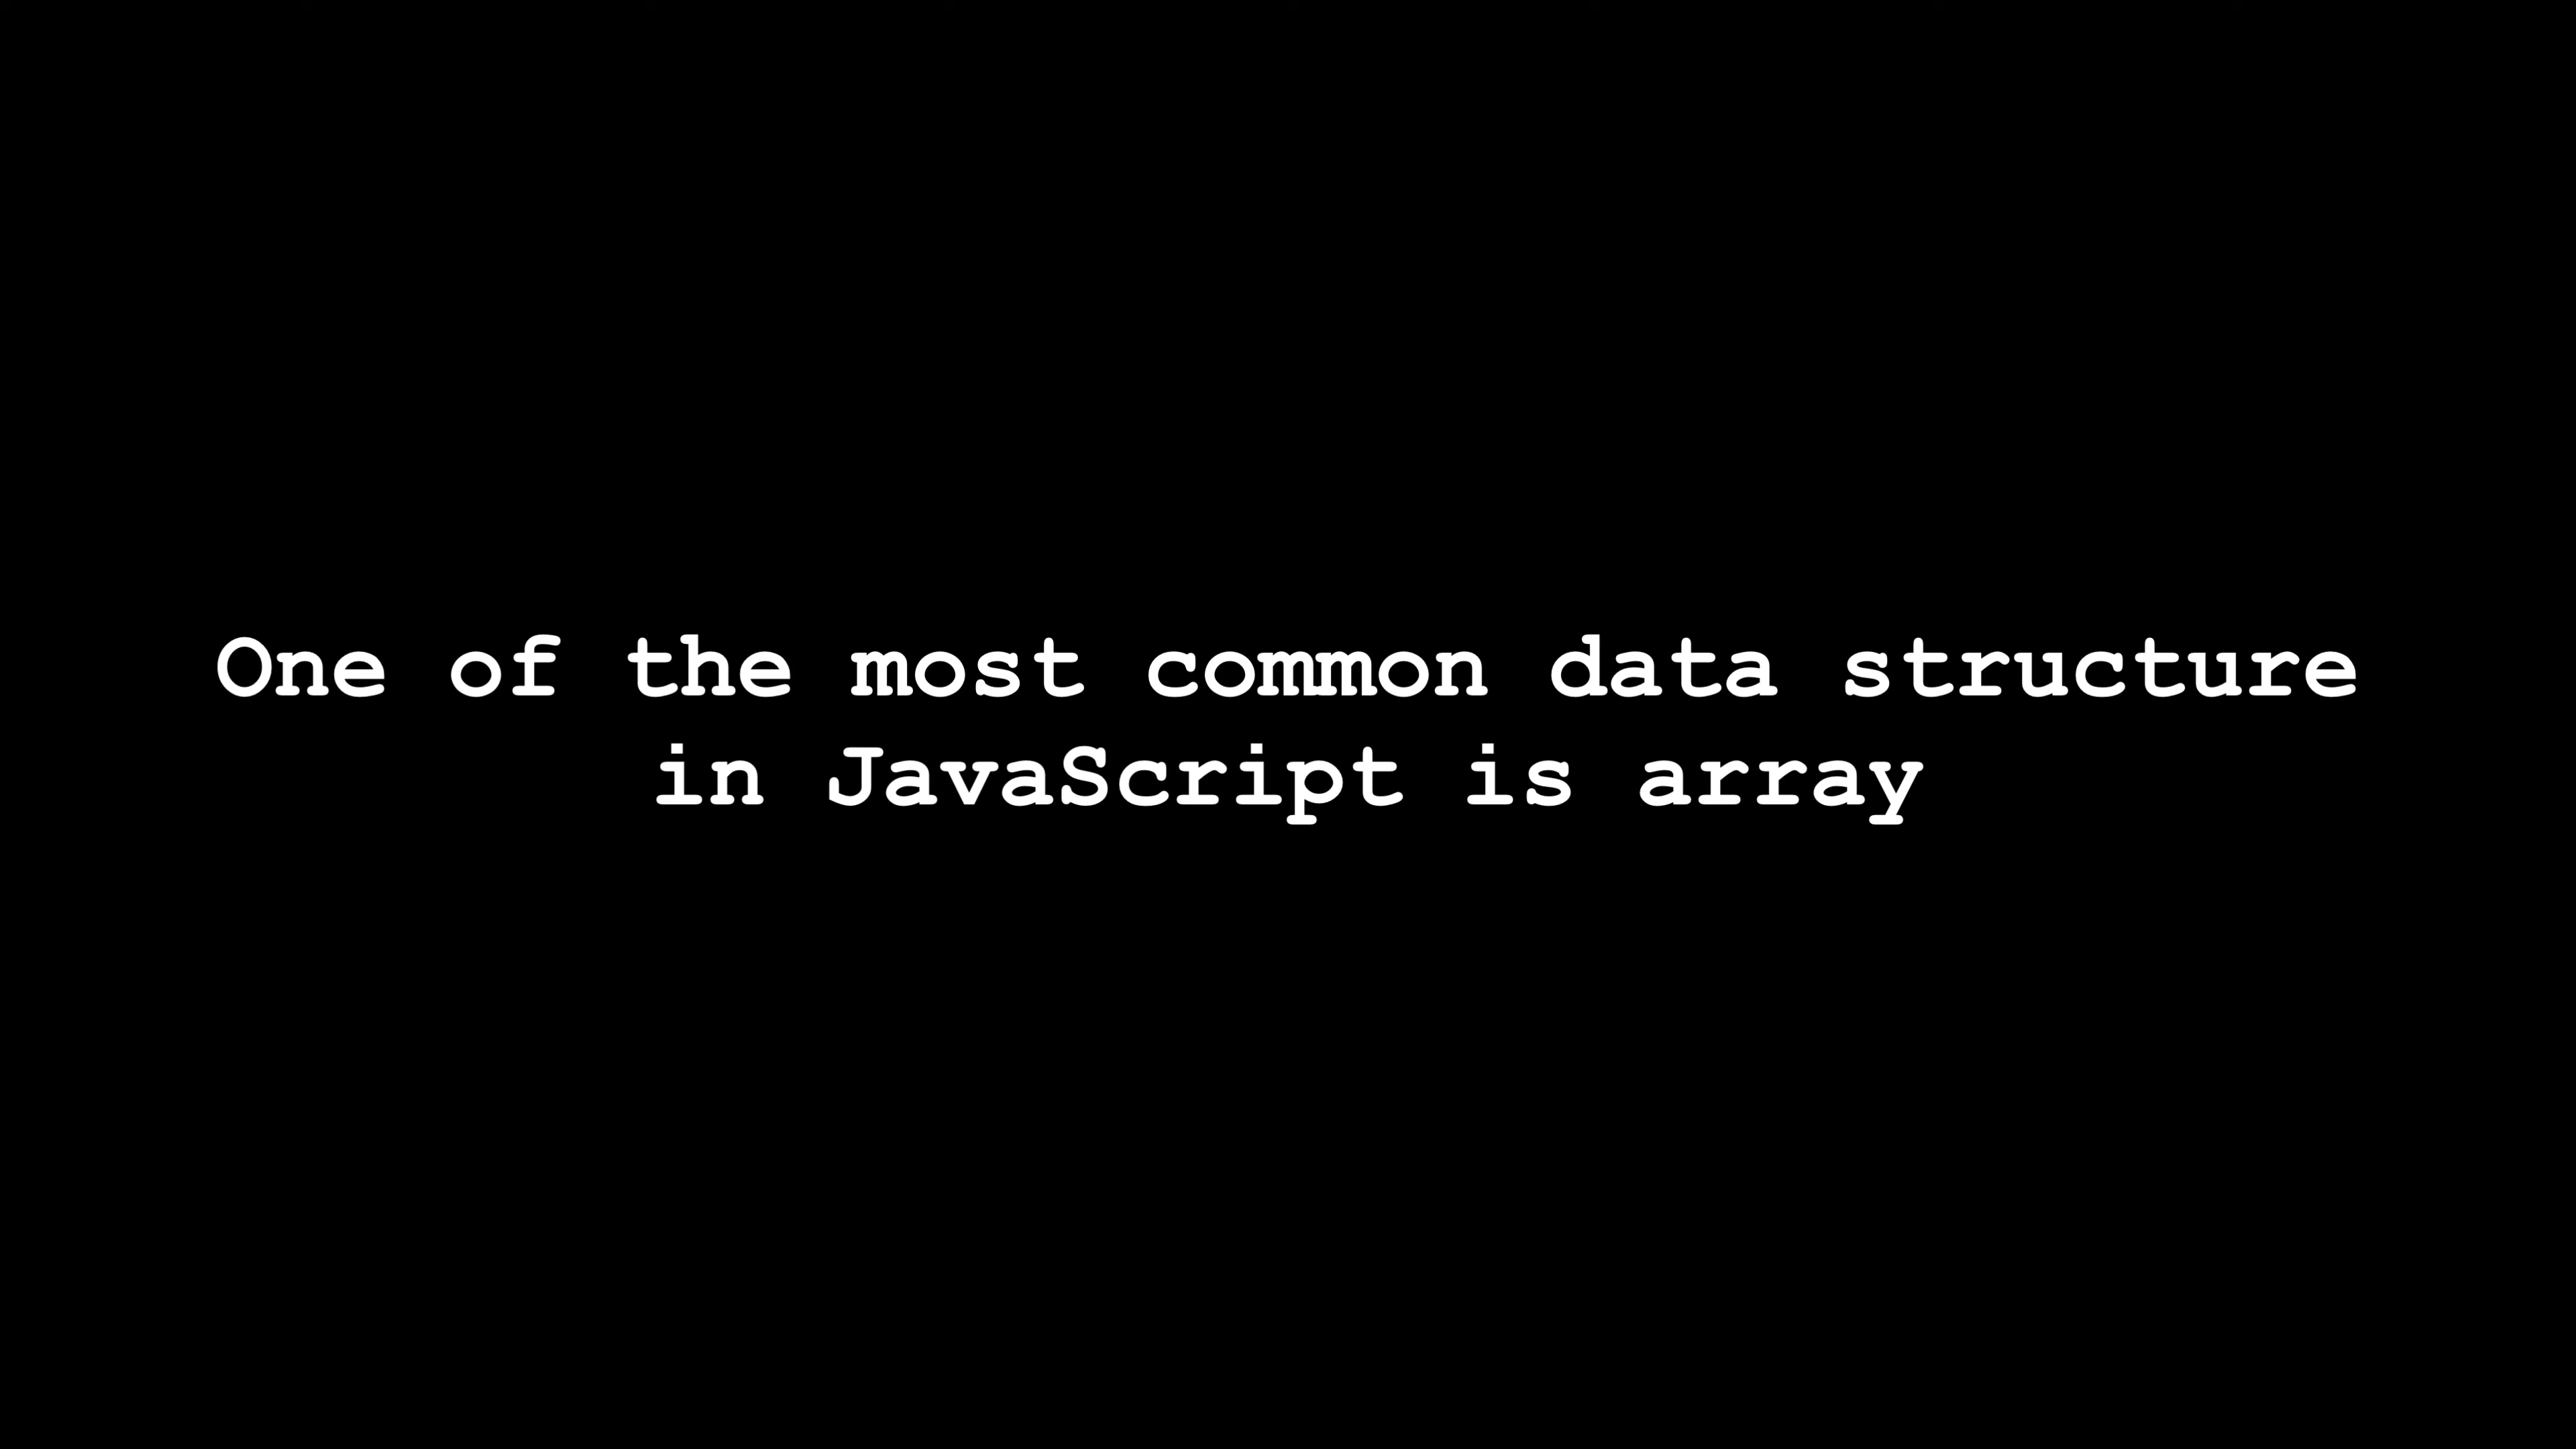 One of the most common data structure
in JavaScript is array